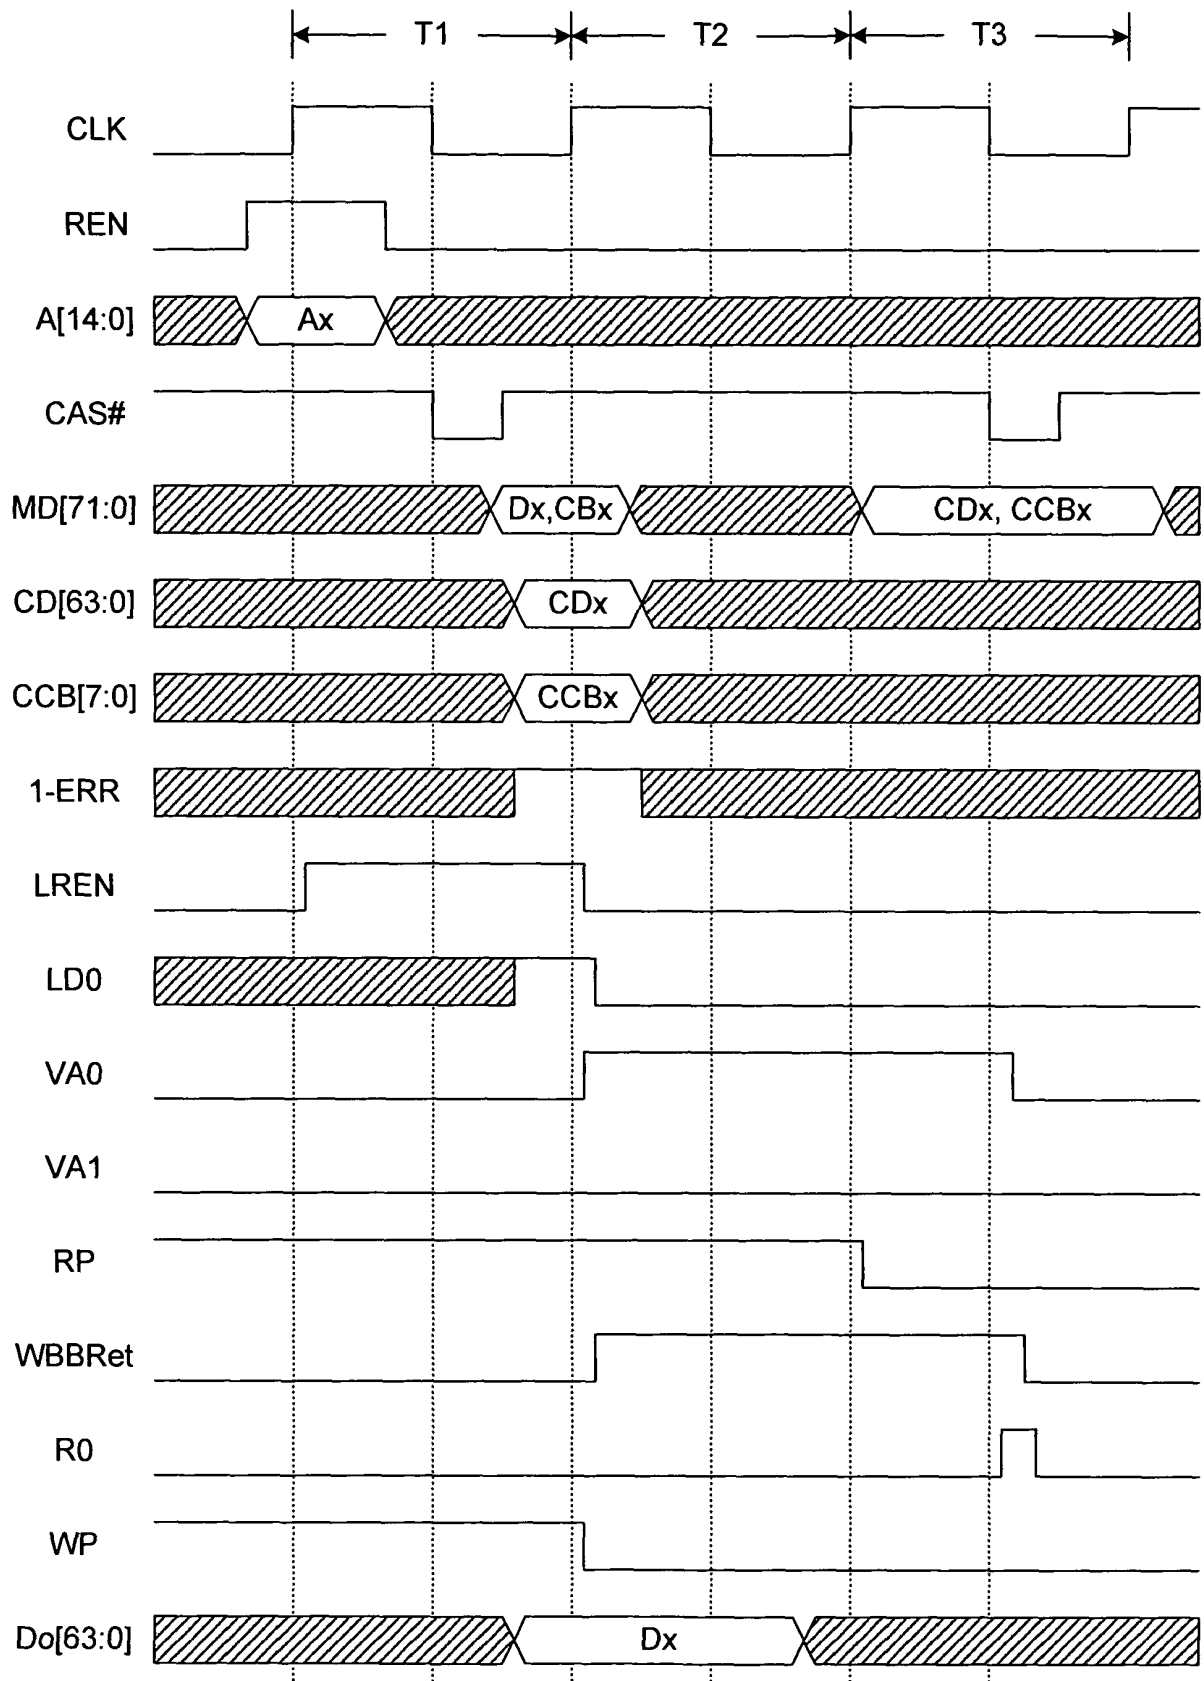 T1 T2 T3
CLK
REN
A[14:0] Ax
CAS#
MD[71:0] Dx,CBx CDx, CCBx
CD[63:0] CDx
CCB[7:0] CCBx
1-ERR
LREN
LD0
VA0
VA1
RP
WBBRet
R0
WP
Do[63:0] Dx